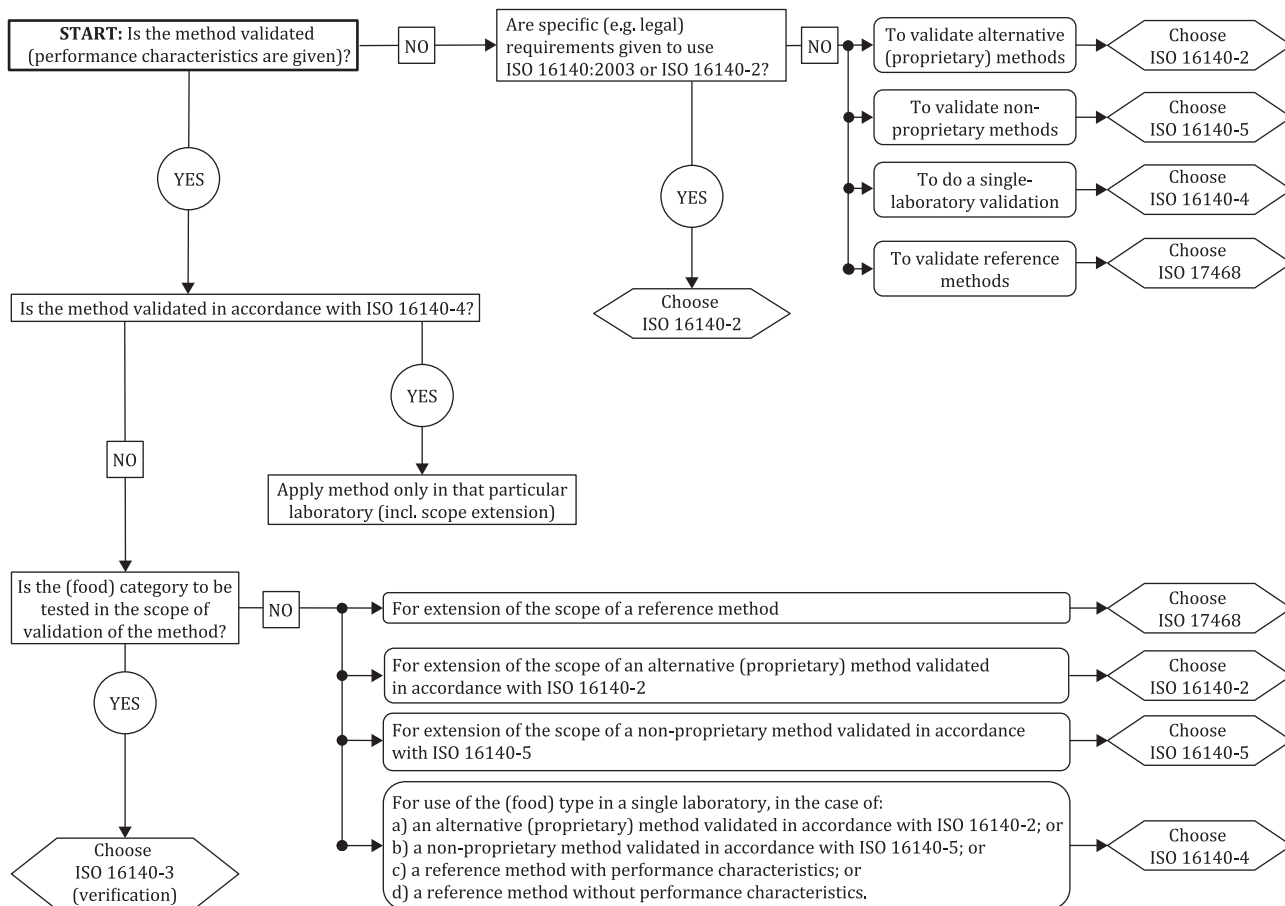 START: Is the method validated
(performance characteristics are given)?
NO
Are specific (e.g. legal)
requirements given to use
ISO 16140:2003 or ISO 16140-2?
NO
To validate alternative
(proprietary) methods
Choose
ISO 16140-2
To validate non-
proprietary methods
Choose
ISO 16140-5
To do a single-
laboratory validation
Choose
ISO 16140-4
To validate reference
methods
Choose
ISO 17468
YES
YES
Choose
ISO 16140-2
Is the method validated in accordance with ISO 16140-4?
YES
NO
Apply method only in that particular
laboratory (incl. scope extension)
Is the (food) category to be
tested in the scope of
validation of the method?
NO
For extension of the scope of a reference method
Choose
ISO 17468
For extension of the scope of an alternative (proprietary) method validated
in accordance with ISO 16140-2
Choose
ISO 16140-2
For extension of the scope of a non-proprietary method validated in accordance
with ISO 16140-5
Choose
ISO 16140-5
For use of the (food) type in a single laboratory, in the case of:
a) an alternative (proprietary) method validated in accordance with ISO 16140-2; or
b) a non-proprietary method validated in accordance with ISO 16140-5; or
c) a reference method with performance characteristics; or
d) a reference method without performance characteristics.
Choose
ISO 16140-4
YES
Choose
ISO 16140-3
(verification)